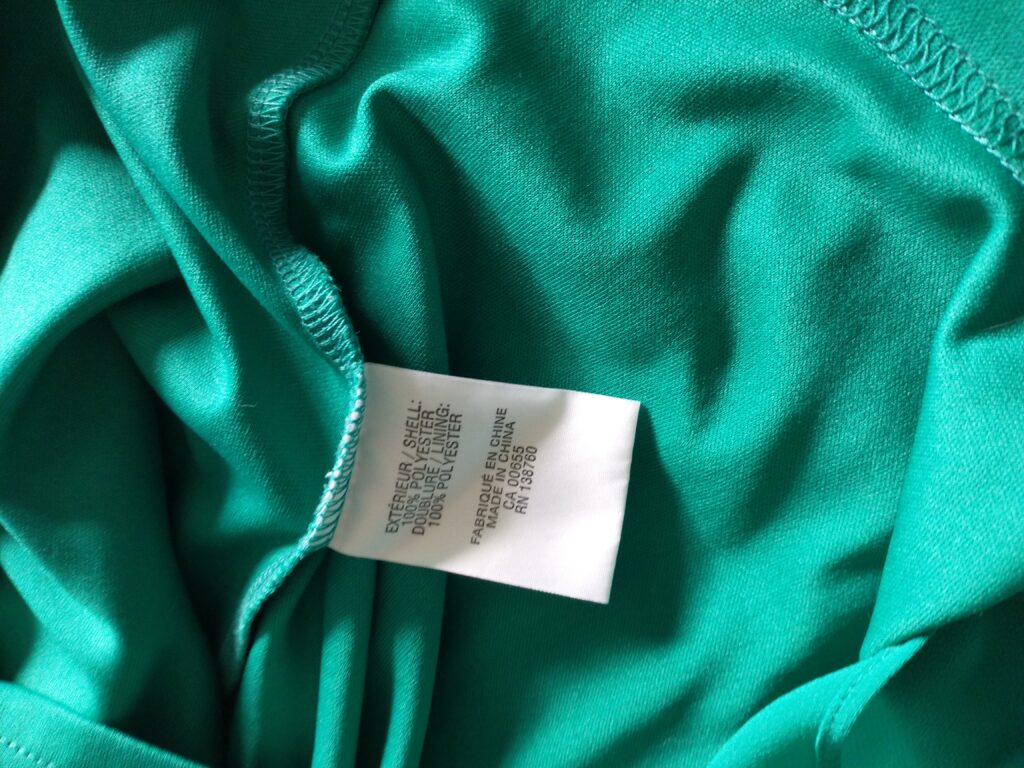 EXTÉRIEUR / SHELL:
100% POLYESTER
DOUBLURE / LINING:
100% POLYESTER
FABRIQUÉ EN CHINE
MADE IN CHINA
CA 00655
RN 138760